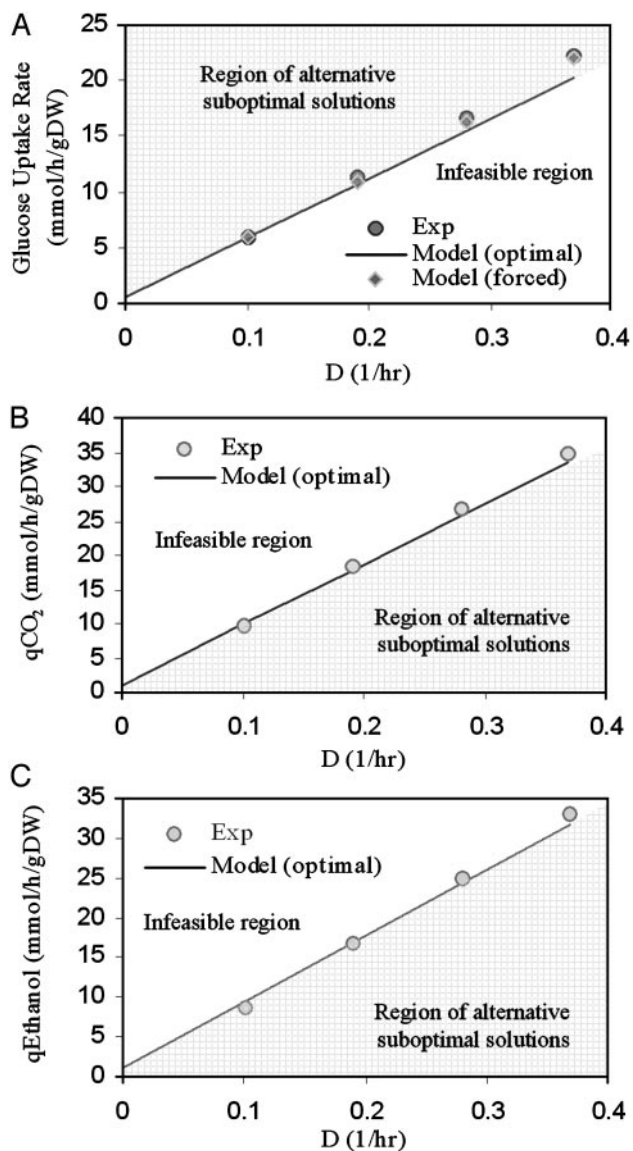 A
Glucose Uptake Rate
(mmol/h/gDW)
25
20
15
10
5
0
Region of alternative
suboptimal solutions
Infeasible region
Exp
Model (optimal)
Model (forced)
0
0.1
0.2
0.3
0.4
D (1/hr)
B
qCO₂ (mmol/h/gDW)
40
35
30
25
20
15
10
5
0
Exp
Model (optimal)
Infeasible region
Region of alternative
suboptimal solutions
0
0.1
0.2
0.3
0.4
D (1/hr)
C
qEthanol (mmol/h/gDW)
35
30
25
20
15
10
5
0
Exp
Model (optimal)
Infeasible region
Region of alternative
suboptimal solutions
0
0.1
0.2
0.3
0.4
D (1/hr)